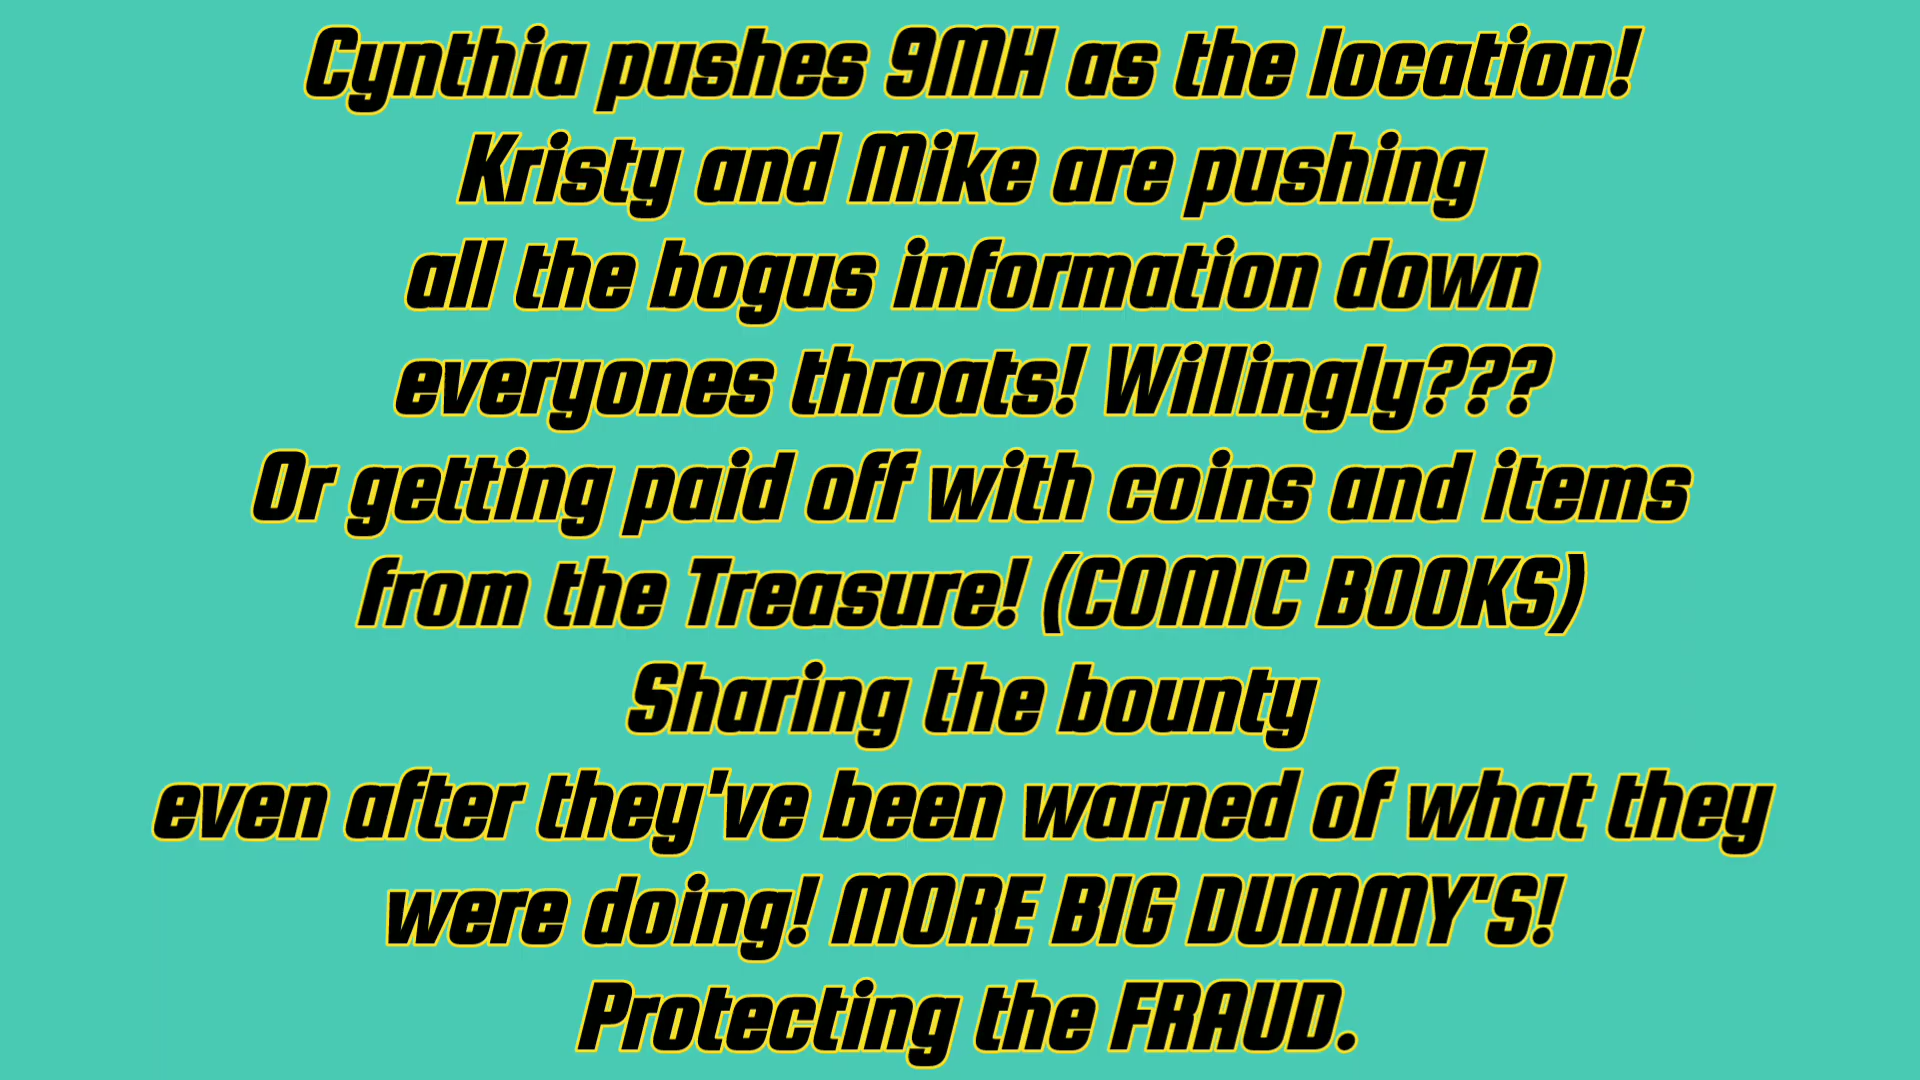 Cynthia pushes 9MH as the location!
Kristy and Mike are pushing
all the bogus information down
everyones throats! Willingly???
Or getting paid off with coins and items
from the Treasure! (COMIC BOOKS)
Sharing the bounty
even after they've been warned of what they
were doing! MORE BIG DUMMY'S!
Protecting the FRAUD.